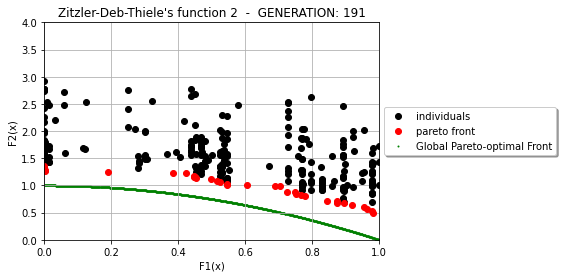 Zitzler-Deb-Thiele's function 2 - GENERATION: 191
4.0
3.5
3.0
2.5
2.0
1.5
1.0
0.5
0.0
F2(x)
0.0 0.2 0.4 0.6 0.8 1.0
F1(x)
individuals
pareto front
Global Pareto-optimal Front